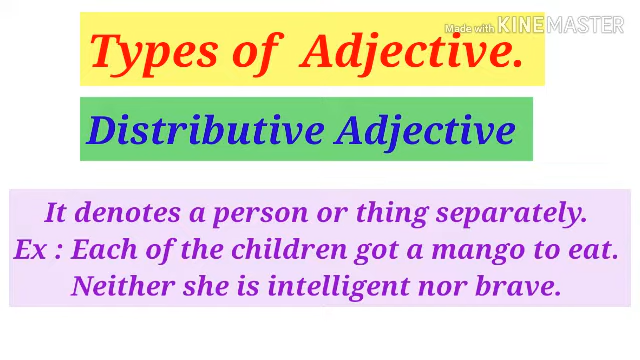 Made with KINEMASTER
Types of Adjective.
Distributive Adjective
It denotes a person or thing separately.
Ex : Each of the children got a mango to eat.
Neither she is intelligent nor brave.